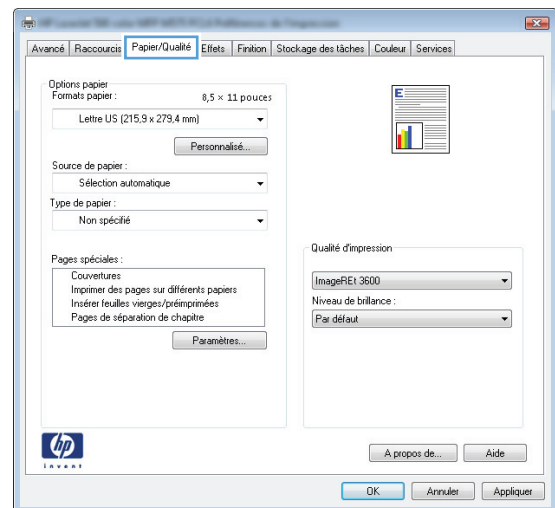 Avancé Raccourcis Papier/Qualité Effets Finition Stockage des tâches Couleur Services
Options papier
Formats papier : 8,5 × 11 pouces
Lettre US (215,9 x 279,4 mm)
Personnalisé...
Source de papier :
Sélection automatique
Type de papier :
Non spécifié
Pages spéciales :
Couvertures
Imprimer des pages sur différents papiers
Insérer feuilles vierges/préimprimées
Pages de séparation de chapitre
Paramètres...
E
Qualité d'impression
ImageREt 3600
Niveau de brillance :
Par défaut
hp
invent
A propos de... Aide
OK Annuler Appliquer